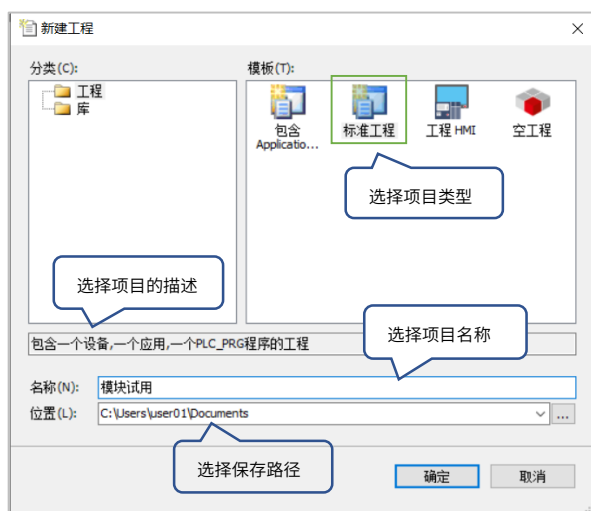 新建工程
分类(C):
模板(T):
工程
库
包含
Applicatio...
标准工程
工程 HMI
空工程
选择项目类型
选择项目的描述
选择项目名称
包含一个设备,一个应用,一个PLC_PRG程序的工程
名称(N):
模块试用
位置(L):
C:\Users\user01\Documents
...
选择保存路径
确定
取消